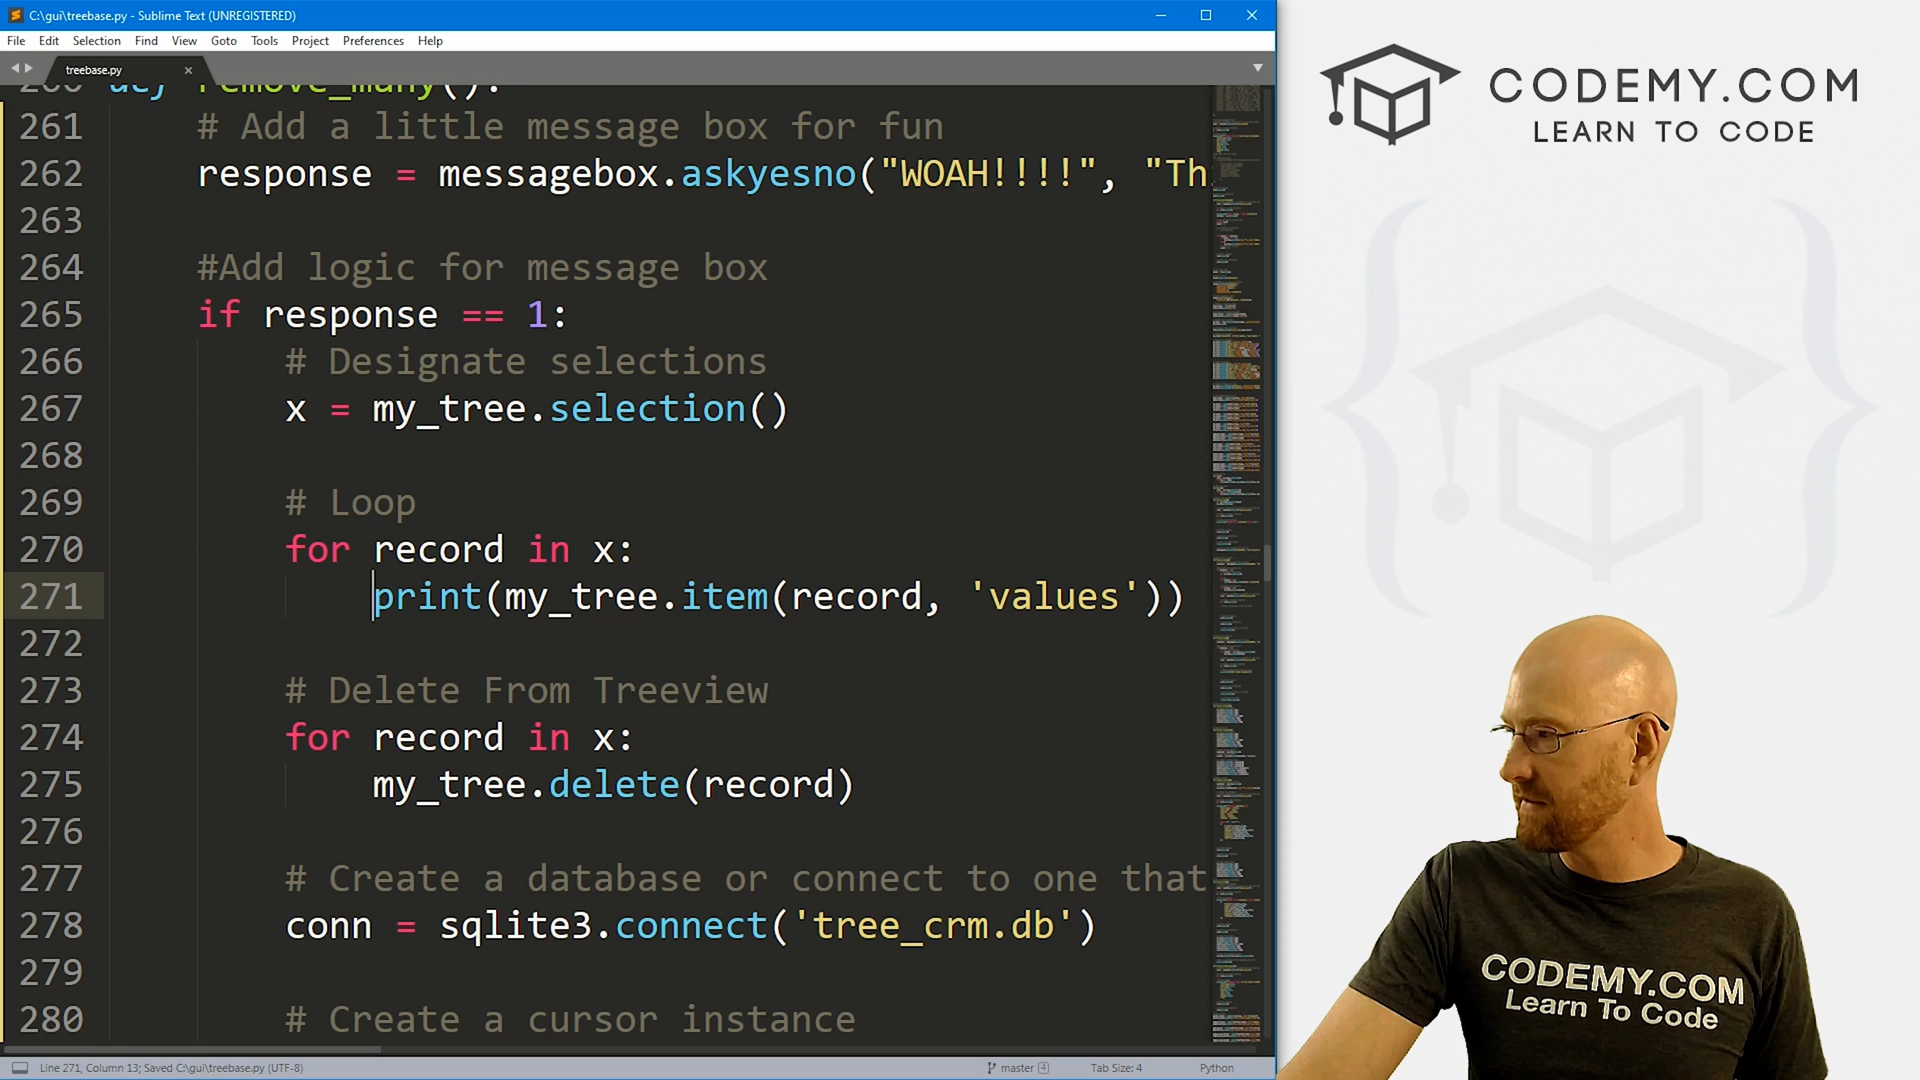 C:\gui\treebase.py - Sublime Text (UNREGISTERED)
File Edit Selection Find View Goto Tools Project Preferences Help
treebase.py
260 def remove_many():
261 # Add a little message box for fun
262 response = messagebox.askyesno("WOAH!!!!", "Th
263
264 #Add logic for message box
265 if response == 1:
266 # Designate selections
267 x = my_tree.selection()
268
269 # Loop
270 for record in x:
271 print(my_tree.item(record, 'values'))
272
273 # Delete From Treeview
274 for record in x:
275 my_tree.delete(record)
276
277 # Create a database or connect to one that
278 conn = sqlite3.connect('tree_crm.db')
279
280 # Create a cursor instance
Line 271, Column 13; Saved C:\gui\treebase.py (UTF-8)
master 4
Tab Size: 4
Python
CODEMY.COM
LEARN TO CODE
CODEMY.COM
Learn To Code